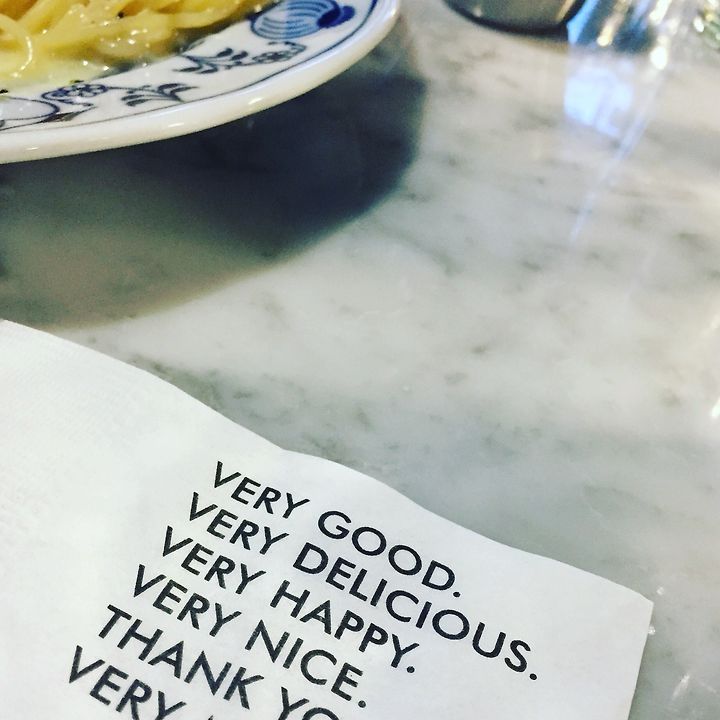 VERY GOOD.
VERY DELICIOUS.
VERY HAPPY.
VERY NICE.
THANK
VERY